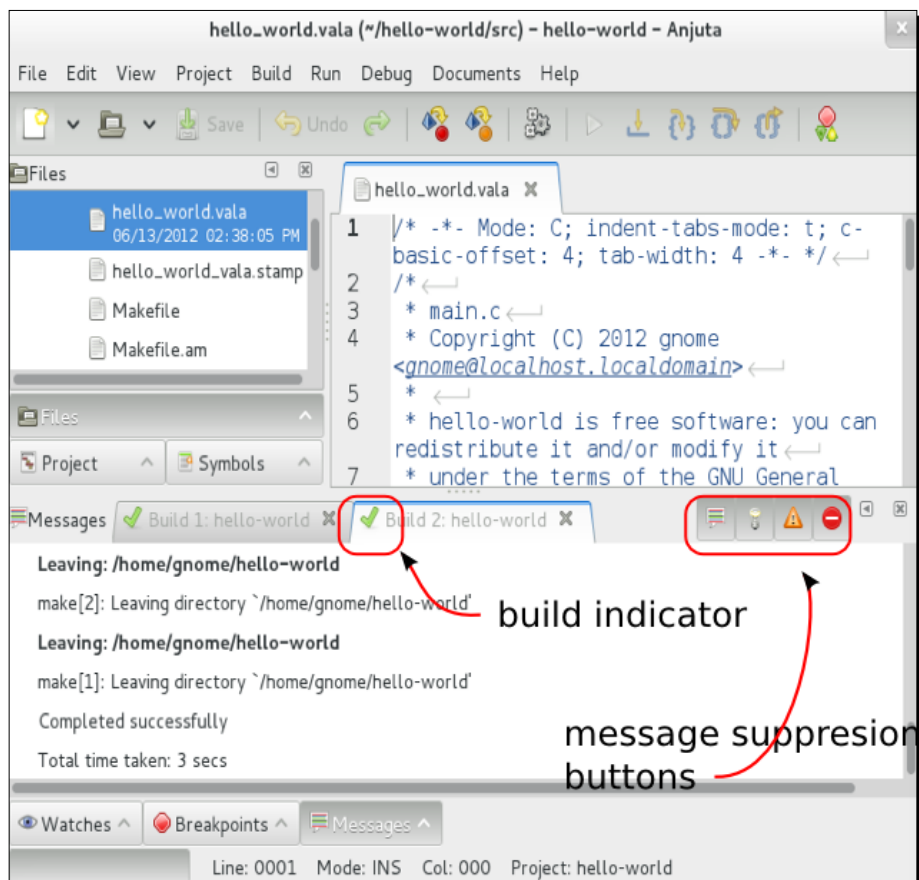 hello_world.vala (~/hello-world/src) – hello-world – Anjuta
File Edit View Project Build Run Debug Documents Help
Save Undo
Files
hello_world.vala
06/13/2012 02:38:05 PM
hello_world_vala.stamp
Makefile
Makefile.am
Files
Project Symbols
hello_world.vala
1 /* -*- Mode: C; indent-tabs-mode: t; c-
basic-offset: 4; tab-width: 4 -*- */
2 /*
3 * main.c
4 * Copyright (C) 2012 gnome
<gnome@localhost.localdomain>
5 *
6 * hello-world is free software: you can
redistribute it and/or modify it
7 * under the terms of the GNU General
Messages Build 1: hello-world Build 2: hello-world
Leaving: /home/gnome/hello-world
make[2]: Leaving directory `/home/gnome/hello-world'
build indicator
Leaving: /home/gnome/hello-world
make[1]: Leaving directory `/home/gnome/hello-world'
Completed successfully
Total time taken: 3 secs
message suppresion
buttons
Watches Breakpoints Messages
Line: 0001 Mode: INS Col: 000 Project: hello-world